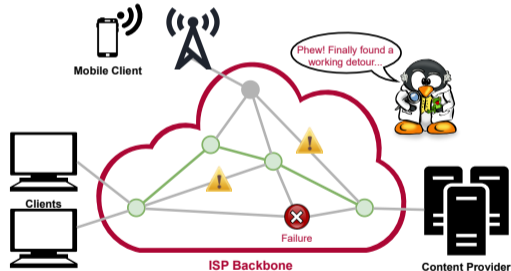 Phew! Finally found a
working detour...
Mobile Client
Clients
Failure
ISP Backbone
Content Provider